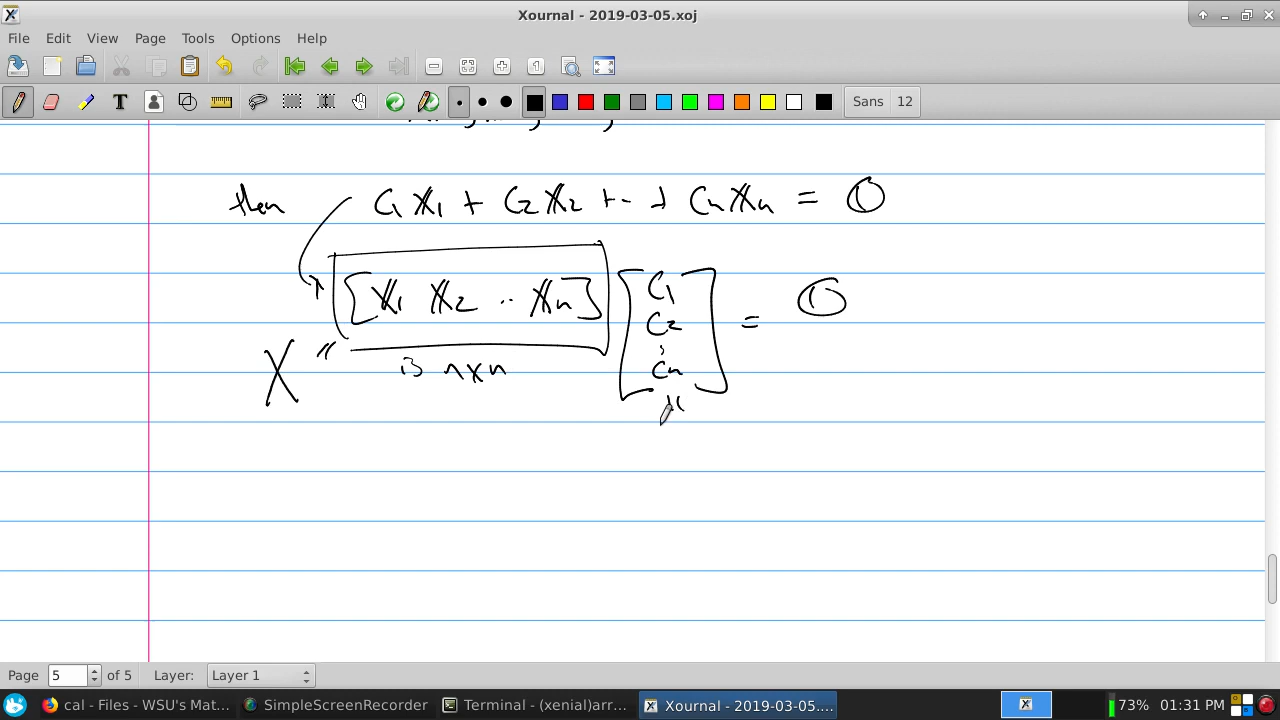 Xournal - 2019-03-05.xoj
File Edit View Page Tools Options Help
Sans 12
then C₁𝕏₁ + C₂𝕏₂ + ·· + Cₙ𝕏ₙ = 𝟘
[𝕏₁ 𝕏₂ ·· 𝕏ₙ] [C₁ C₂ ⋮ Cₙ] = 𝟘
X " is n×n
"
Page 5 of 5 Layer: Layer 1
cal - Files - WSU's Mat... SimpleScreenRecorder Terminal - (xenial)arr... Xournal - 2019-03-05.... 73% 01:31 PM